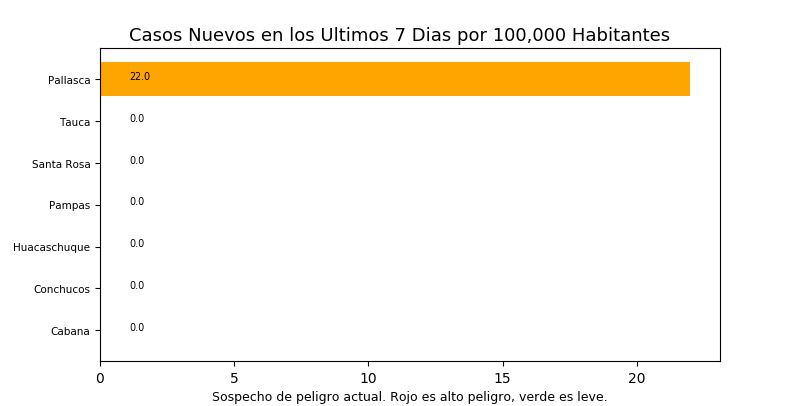 Casos Nuevos en los Ultimos 7 Dias por 100,000 Habitantes
Pallasca 22.0
Tauca 0.0
Santa Rosa 0.0
Pampas 0.0
Huacaschuque 0.0
Conchucos 0.0
Cabana 0.0
0 5 10 15 20
Sospecho de peligro actual. Rojo es alto peligro, verde es leve.